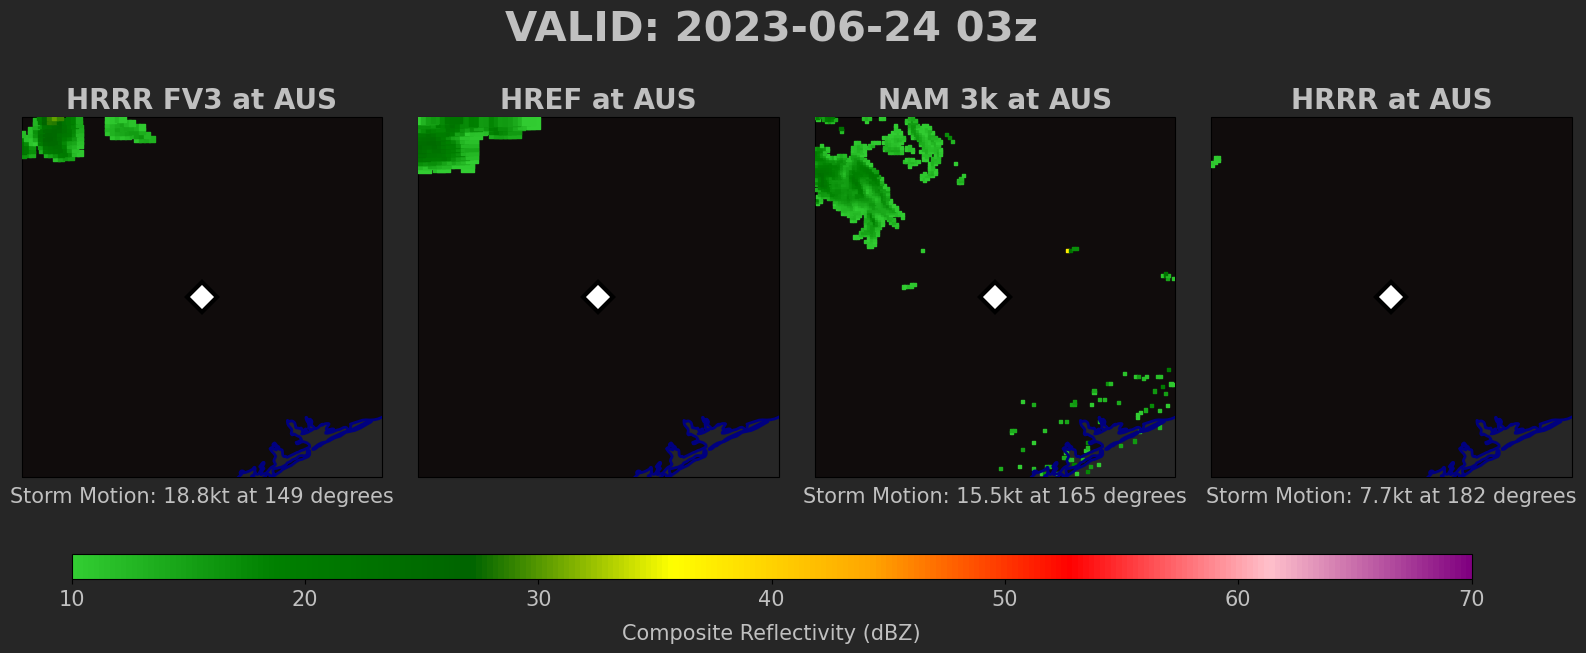 VALID: 2023-06-24 03z
HRRR FV3 at AUS
HREF at AUS
NAM 3k at AUS
HRRR at AUS
Storm Motion: 18.8kt at 149 degrees
Storm Motion: 15.5kt at 165 degrees
Storm Motion: 7.7kt at 182 degrees
10 20 30 40 50 60 70
Composite Reflectivity (dBZ)